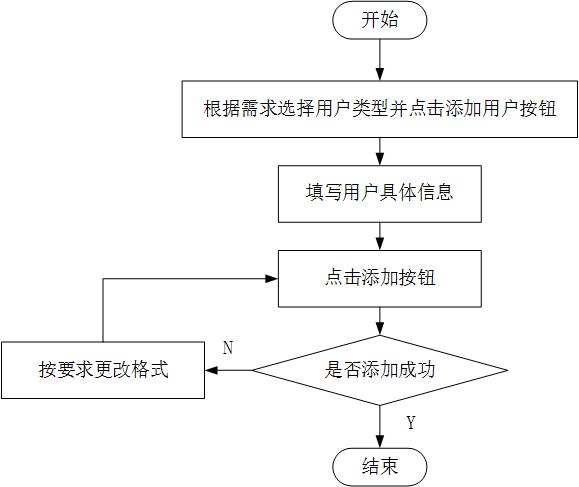 开始
根据需求选择用户类型并点击添加用户按钮
填写用户具体信息
点击添加按钮
N
按要求更改格式
是否添加成功
Y
结束